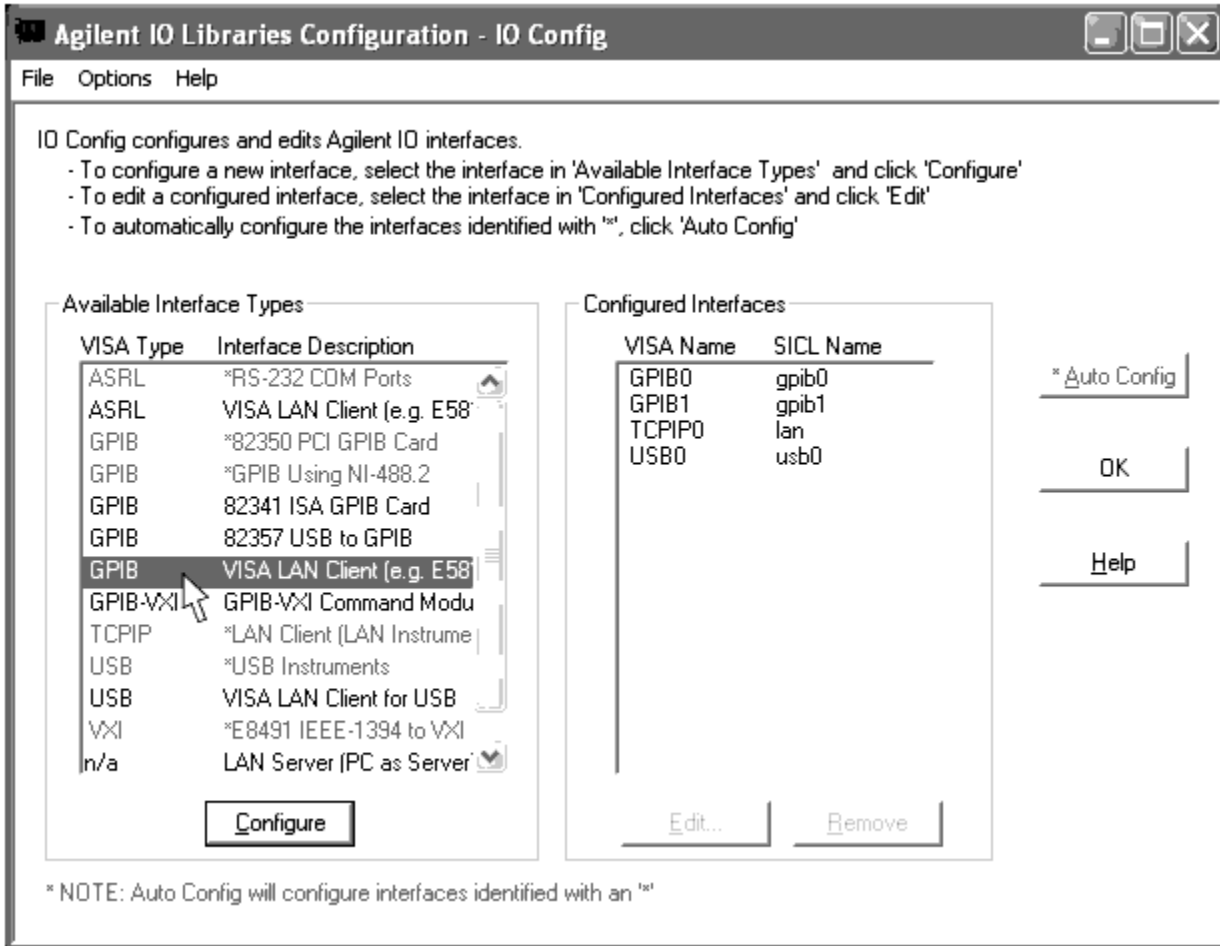 Agilent IO Libraries Configuration - IO Config
File Options Help
IO Config configures and edits Agilent IO interfaces.
- To configure a new interface, select the interface in 'Available Interface Types' and click 'Configure'
- To edit a configured interface, select the interface in 'Configured Interfaces' and click 'Edit'
- To automatically configure the interfaces identified with '*', click 'Auto Config'
Available Interface Types
VISA Type Interface Description
ASRL *RS-232 COM Ports
ASRL VISA LAN Client (e.g. E58
GPIB *82350 PCI GPIB Card
GPIB *GPIB Using NI-488.2
GPIB 82341 ISA GPIB Card
GPIB 82357 USB to GPIB
GPIB VISA LAN Client (e.g. E58
GPIB-VXI GPIB-VXI Command Modu
TCPIP *LAN Client (LAN Instrume
USB *USB Instruments
USB VISA LAN Client for USB
VXI *E8491 IEEE-1394 to VXI
n/a LAN Server (PC as Server
Configure
Configured Interfaces
VISA Name SICL Name
GPIB0 gpib0
GPIB1 gpib1
TCPIP0 lan
USB0 usb0
Edit... Remove
* Auto Config
OK
Help
* NOTE: Auto Config will configure interfaces identified with an '*'